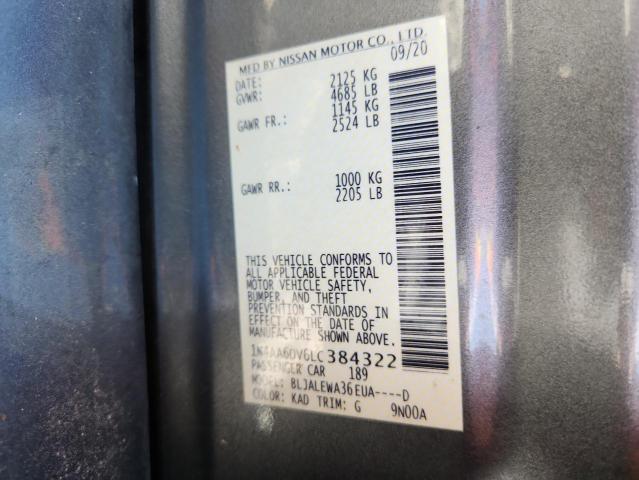 MFD BY NISSAN MOTOR CO., LTD.
DATE: 09/20
GVWR: 2125 KG
4685 LB
GAWR FR.: 1145 KG
2524 LB
GAWR RR.: 1000 KG
2205 LB
THIS VEHICLE CONFORMS TO
ALL APPLICABLE FEDERAL
MOTOR VEHICLE SAFETY,
BUMPER, AND THEFT
PREVENTION STANDARDS IN
EFFECT ON THE DATE OF
MANUFACTURE SHOWN ABOVE.
1N4AA6DV6LC384322
PASSENGER CAR 189
MODEL: BLJALEWA36EUA----D
COLOR: KAD TRIM: G 9N00A